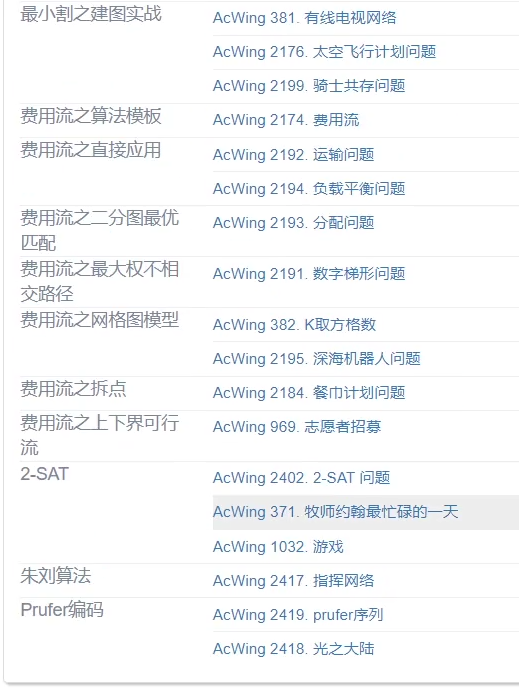 最小割之建图实战
AcWing 381. 有线电视网络
AcWing 2176. 太空飞行计划问题
AcWing 2199. 骑士共存问题
费用流之算法模板
AcWing 2174. 费用流
费用流之直接应用
AcWing 2192. 运输问题
AcWing 2194. 负载平衡问题
费用流之二分图最优
匹配
AcWing 2193. 分配问题
费用流之最大权不相
交路径
AcWing 2191. 数字梯形问题
费用流之网格图模型
AcWing 382. K取方格数
AcWing 2195. 深海机器人问题
费用流之拆点
AcWing 2184. 餐巾计划问题
费用流之上下界可行
流
AcWing 969. 志愿者招募
2-SAT
AcWing 2402. 2-SAT 问题
AcWing 371. 牧师约翰最忙碌的一天
AcWing 1032. 游戏
朱刘算法
AcWing 2417. 指挥网络
Prufer编码
AcWing 2419. prufer序列
AcWing 2418. 光之大陆